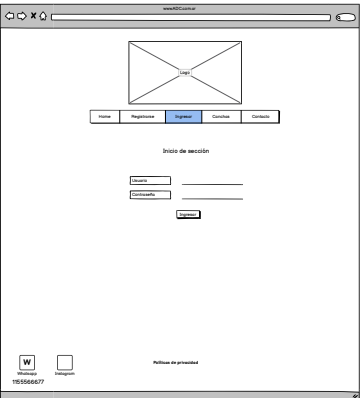 www.ADC.com.ar
Logo
Home Registrarse Ingresar Canchas Contacto
Inicio de sección
Usuario
Contraseña
Ingresar
W
Whatsapp Instagram
1155566677
Políticas de privacidad